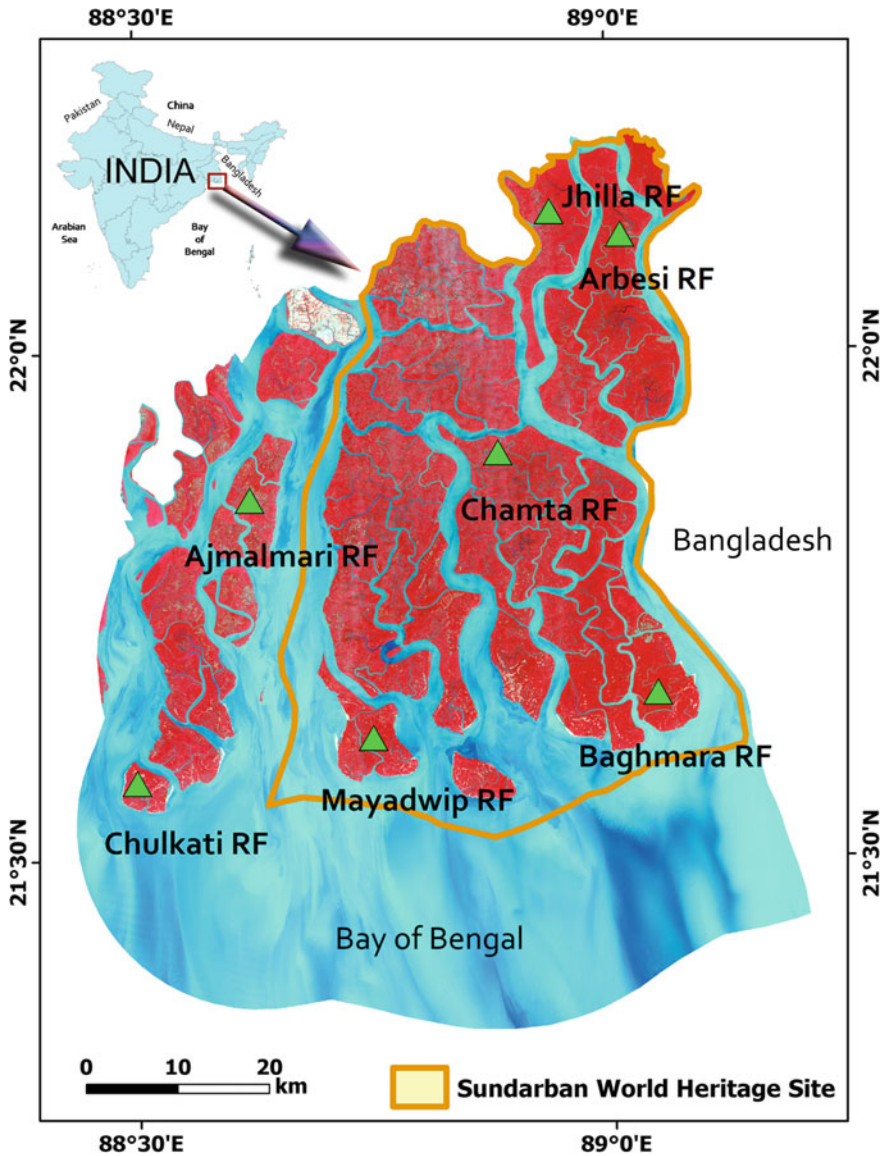 88°30'E
89°0'E
Pakistan
China
Nepal
INDIA
Bangladesh
Arabian
Sea
Bay
of
Bengal
22°0'N
22°0'N
Jhilla RF
Arbesi RF
Chamta RF
Ajmalmari RF
Bangladesh
Baghmara RF
Mayadwip RF
Chulkati RF
21°30'N
21°30'N
Bay of Bengal
0 10 20
km
Sundarban World Heritage Site
88°30'E
89°0'E